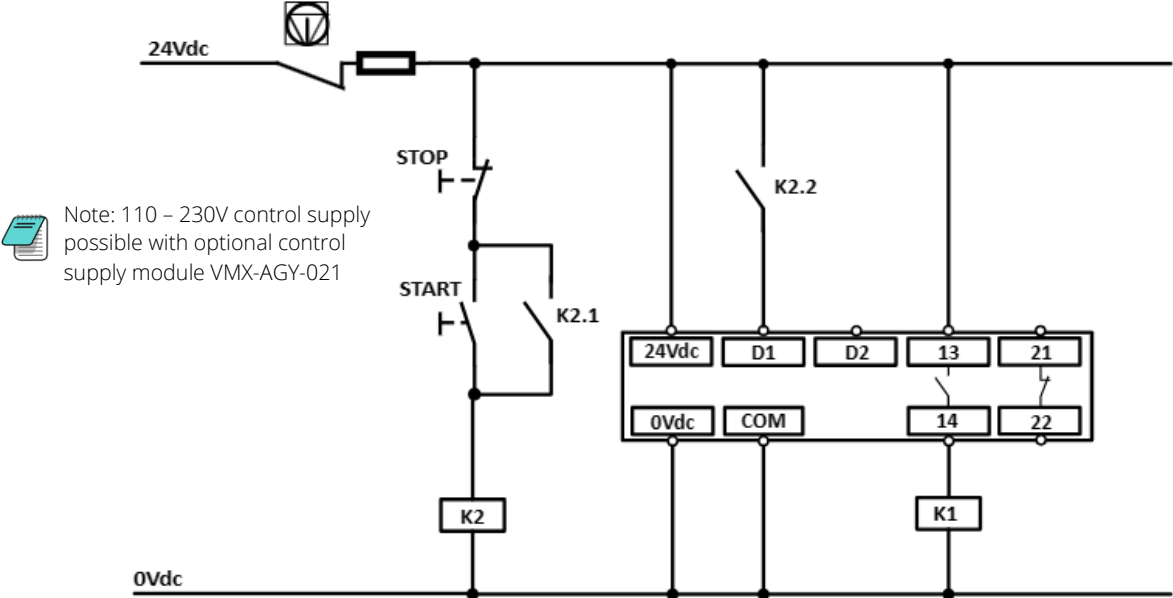 24Vdc
STOP
K2.2
Note: 110 – 230V control supply
possible with optional control
supply module VMX-AGY-021
START
K2.1
24Vdc
D1
D2
13
21
0Vdc
COM
14
22
K2
K1
0Vdc